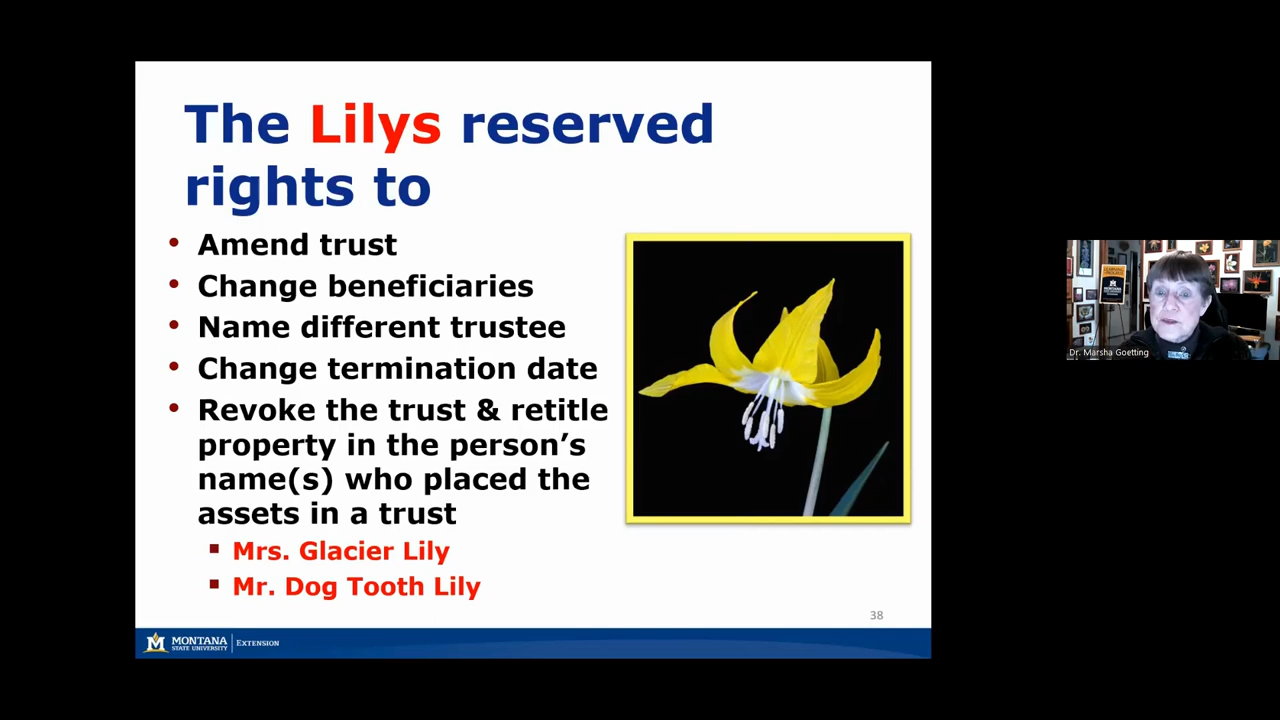 The Lilys reserved
rights to
• Amend trust
• Change beneficiaries
• Name different trustee
• Change termination date
• Revoke the trust & retitle
property in the person’s
name(s) who placed the
assets in a trust
▪ Mrs. Glacier Lily
▪ Mr. Dog Tooth Lily
38
M MONTANA
STATE UNIVERSITY
EXTENSION
Dr. Marsha Goetting